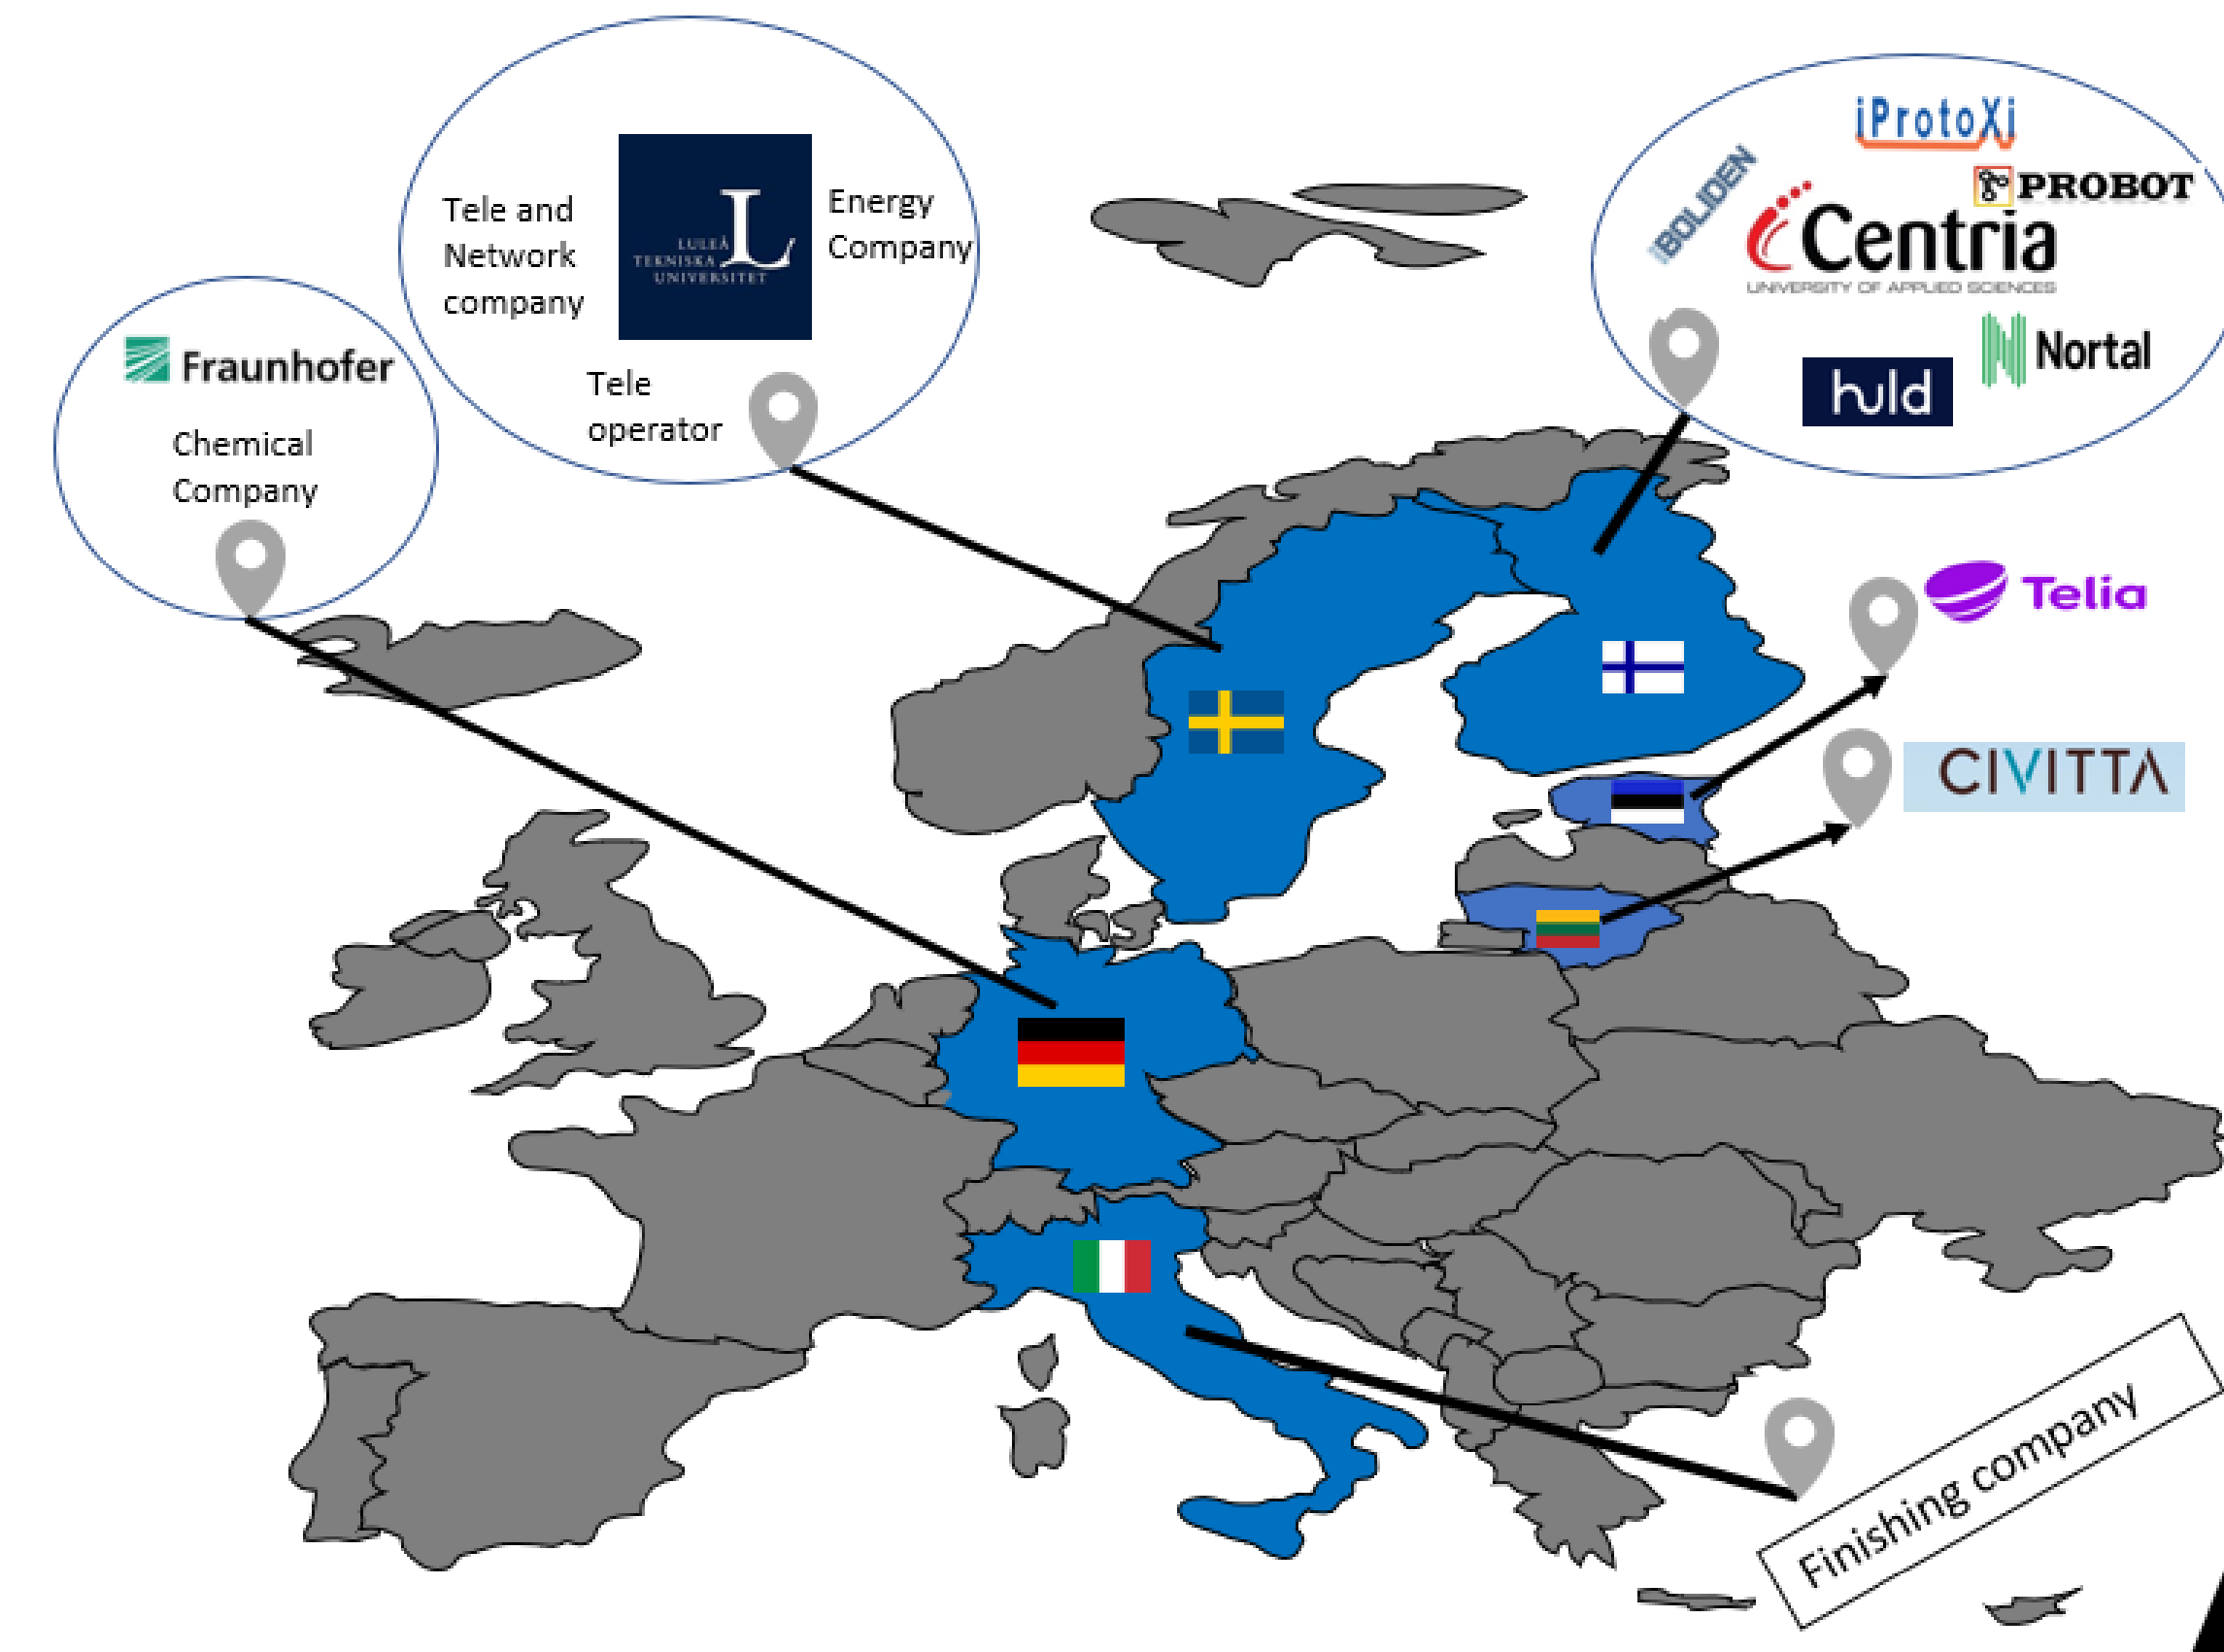 Fraunhofer
Chemical
Company
Tele and
Network
company
LULEÅ
TEKNISKA
UNIVERSITET
L
Energy
Company
Tele
operator
iProtoXi
BOLIDEN
PROBOT
Centria
UNIVERSITY OF APPLIED SCIENCES
huld
Nortal
Telia
CIVITTA
Finishing company